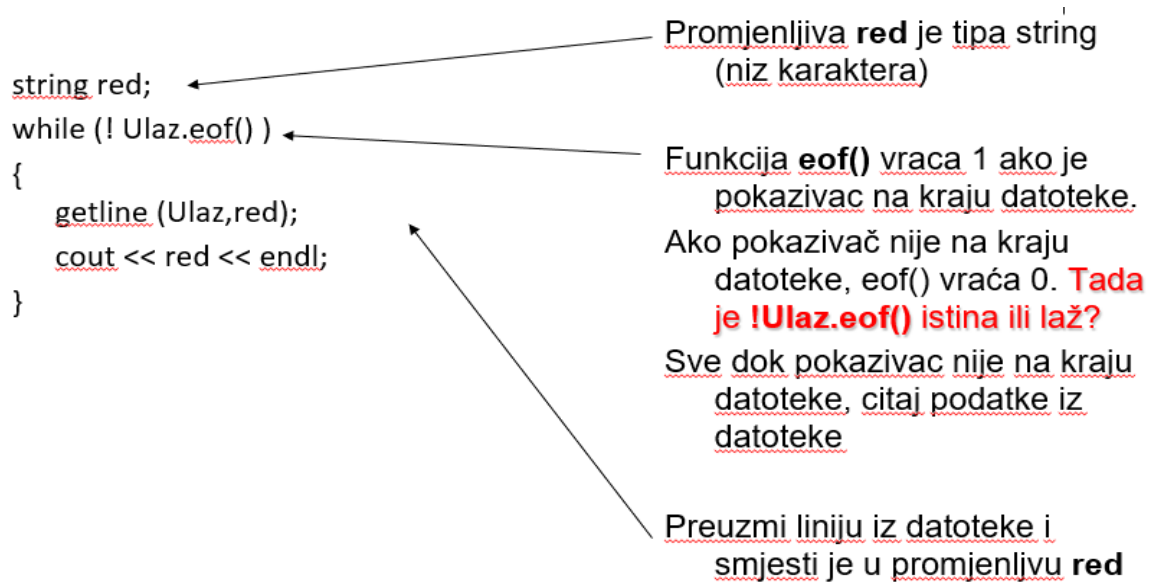 string red;
while (! Ulaz.eof() )
{
getline (Ulaz,red);
cout << red << endl;
}
Promjenljiva red je tipa string
(niz karaktera)
Funkcija eof() vraca 1 ako je
pokazivac na kraju datoteke.
Ako pokazivač nije na kraju
datoteke, eof() vraća 0. Tada
je !Ulaz.eof() istina ili laž?
Sve dok pokazivac nije na kraju
datoteke, citaj podatke iz
datoteke
Preuzmi liniju iz datoteke i
smjesti je u promjenljvu red